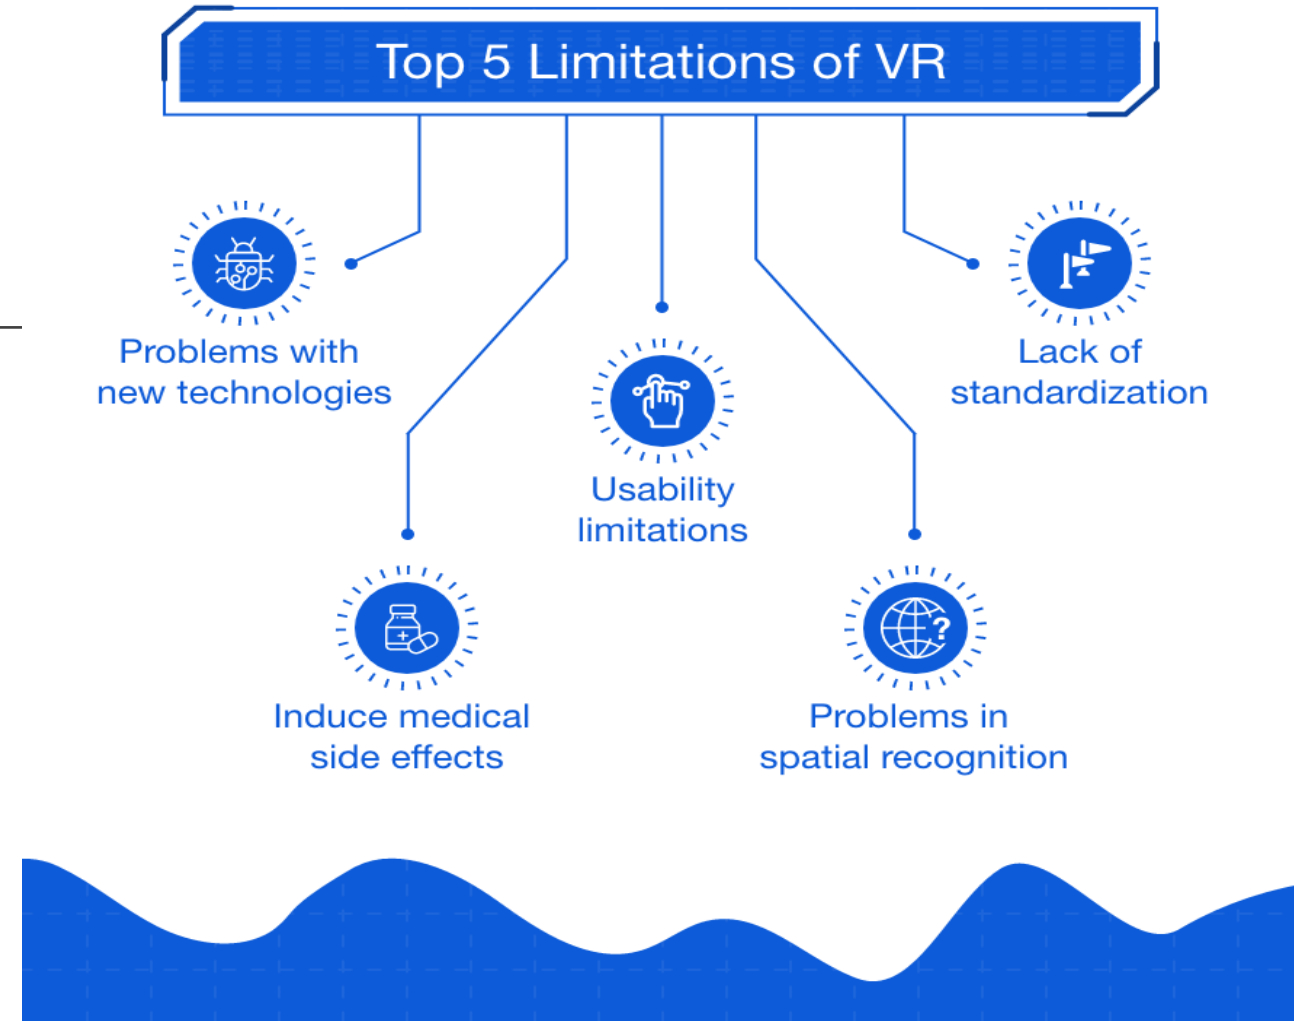 Top 5 Limitations of VR
Problems with
new technologies
Lack of
standardization
Usability
limitations
Induce medical
side effects
Problems in
spatial recognition
?